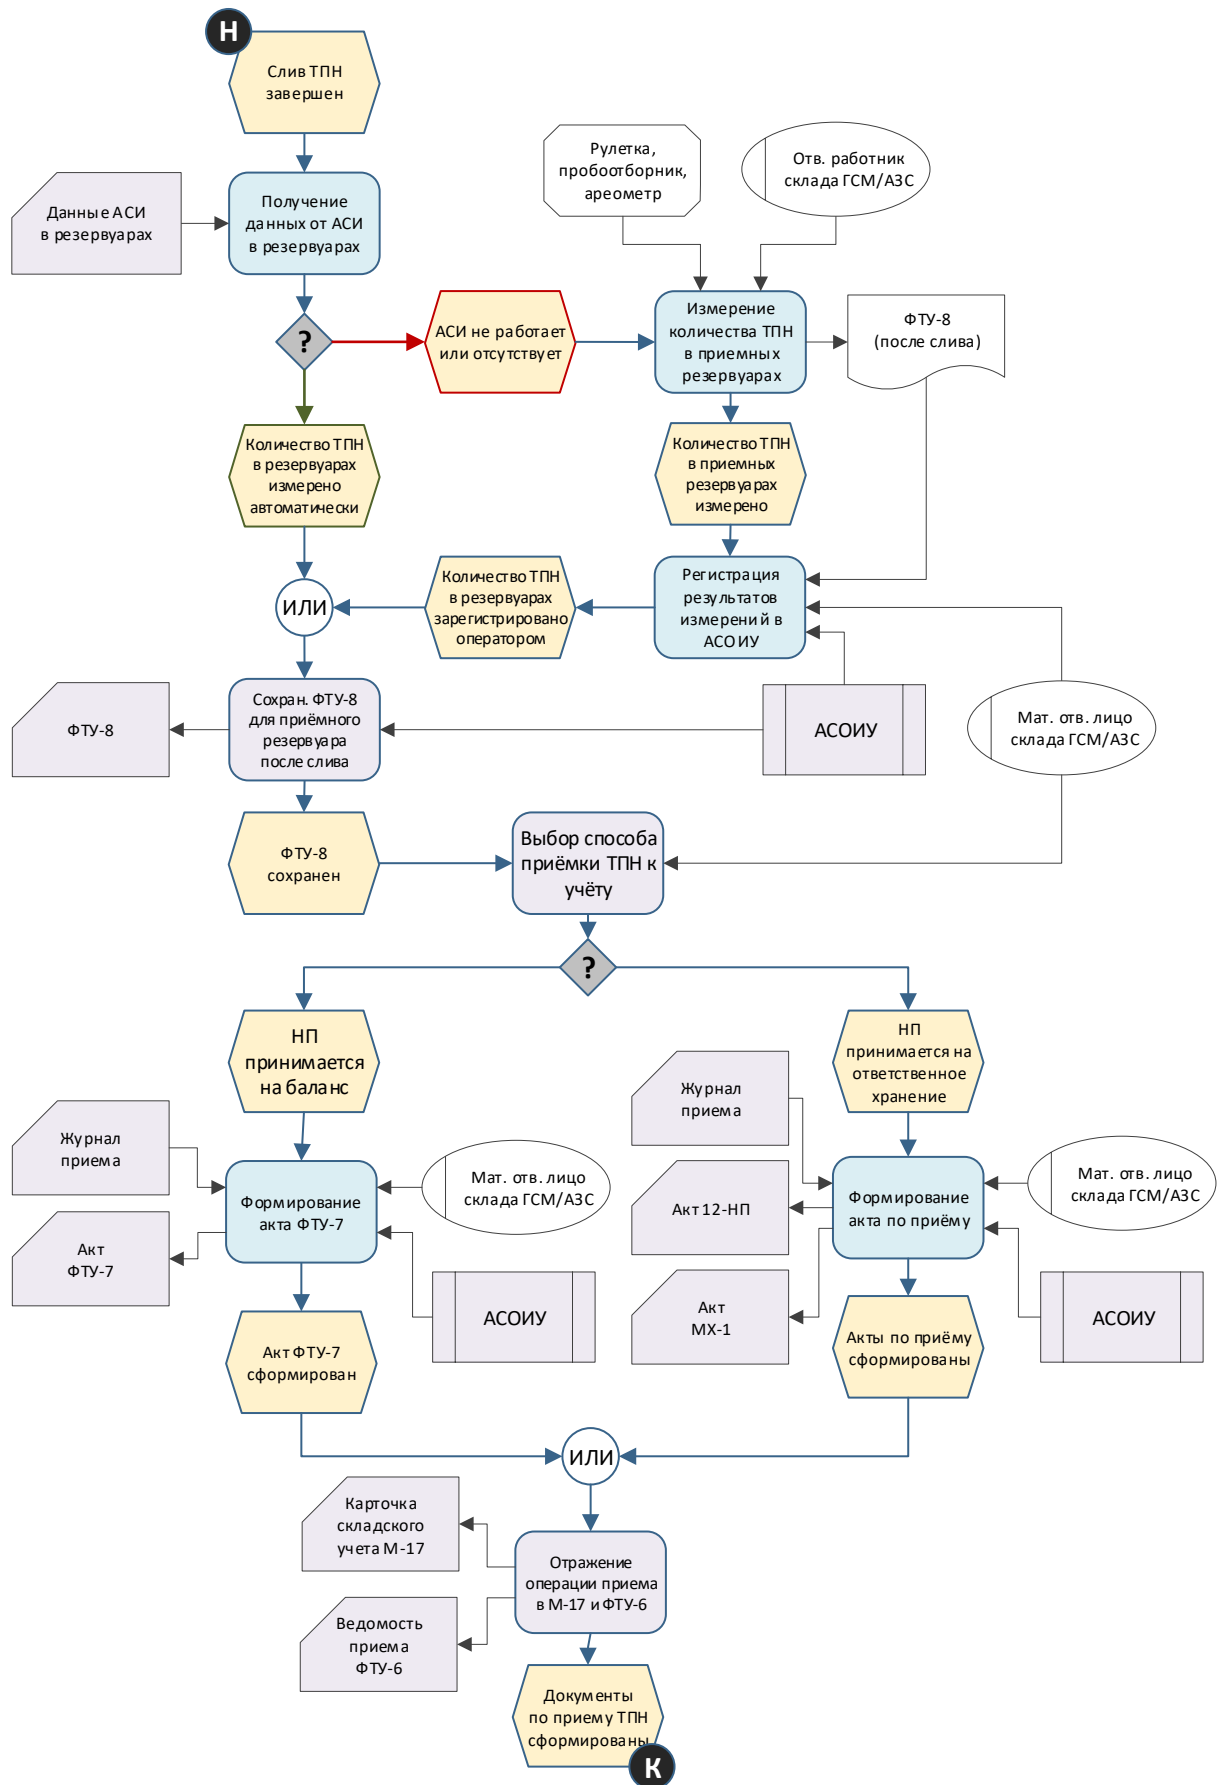 Н
Слив ТПН
завершен
Рулетка,
пробоотборник,
ареометр
Отв. работник
склада ГСМ/АЗС
Данные АСИ
в резервуарах
Получение
данных от АСИ
в резервуарах
?
АСИ не работает
или отсутствует
Измерение
количества ТПН
в приемных
резервуарах
ФТУ-8
(после слива)
Количество ТПН
в резервуарах
измерено
автоматически
Количество ТПН
в приемных
резервуарах
измерено
ИЛИ
Количество ТПН
в резервуарах
зарегистрировано
оператором
Регистрация
результатов
измерений в
АСОИУ
ФТУ-8
Сохран. ФТУ-8
для приёмного
резервуара
после слива
АСОИУ
Мат. отв. лицо
склада ГСМ/АЗС
ФТУ-8
сохранен
Выбор способа
приёмки ТПН к
учёту
?
НП
принимается
на баланс
НП
принимается на
ответственное
хранение
Журнал
приема
Журнал
приема
Мат. отв. лицо
склада ГСМ/АЗС
Формирование
акта ФТУ-7
Акт 12-НП
Формирование
акта по приёму
Мат. отв. лицо
склада ГСМ/АЗС
Акт
ФТУ-7
АСОИУ
Акт
МХ-1
АСОИУ
Акт ФТУ-7
сформирован
Акты по приёму
сформированы
ИЛИ
Карточка
складского
учета М-17
Отражение
операции приема
в М-17 и ФТУ-6
Ведомость
приема
ФТУ-6
Документы
по приему ТПН
сформированы
К